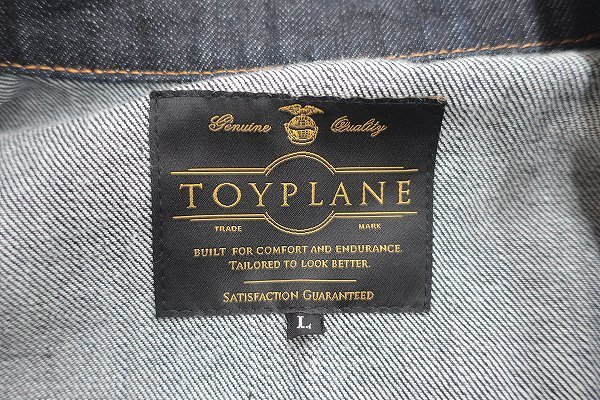 Genuine Quality
TOYPLANE
TRADE MARK
BUILT FOR COMFORT AND ENDURANCE.
TAILORED TO LOOK BETTER.
SATISFACTION GUARANTEED
L